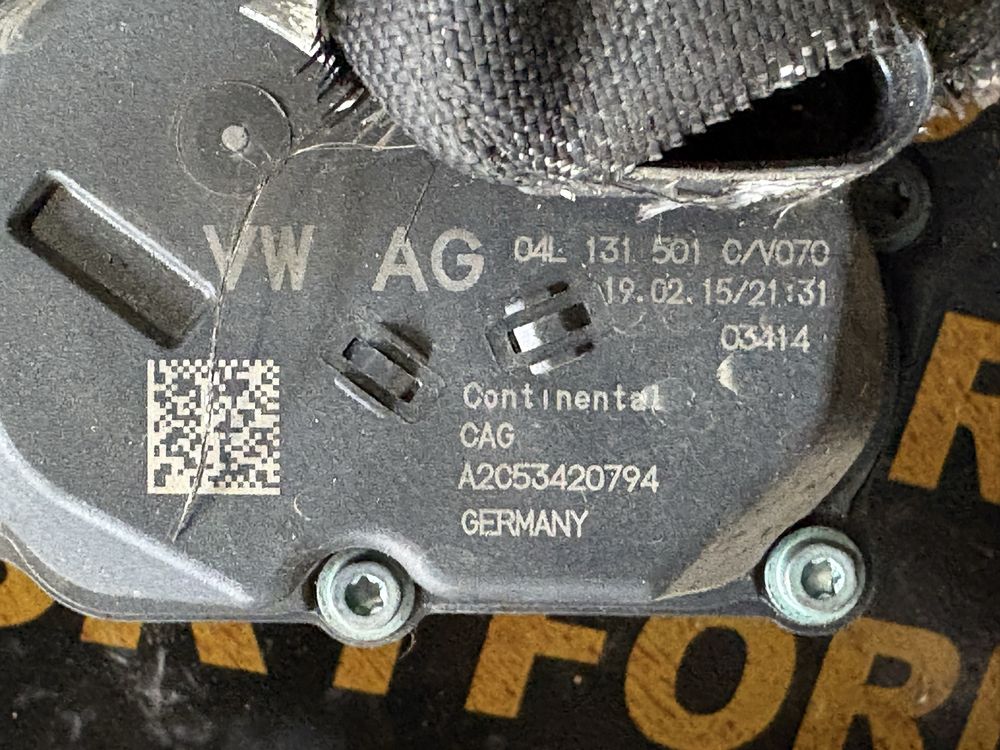 VW AG 04L 131 501 C/V070
19.02.15/21:31
03414
Continental
CAG
A2C53420794
GERMANY